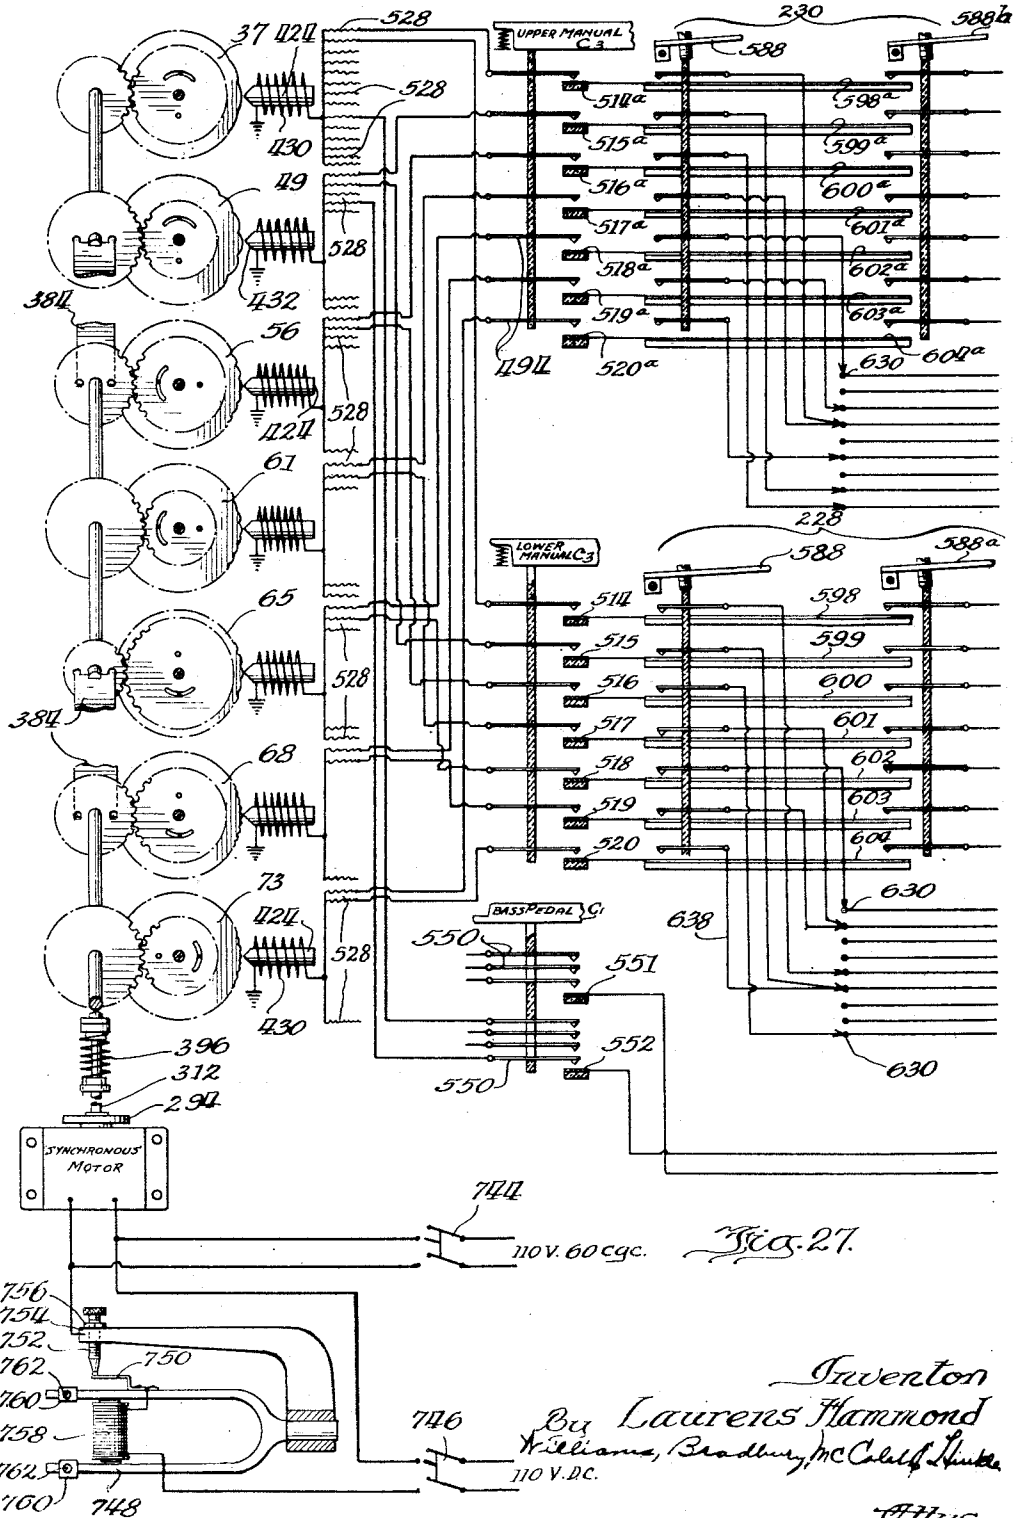 37 424 528 UPPER MANUAL C3 230 588b
588
528
514a 598a
430 515a 599a
49 516a 600a
528 517a 601a
518a 602a
384 432 519a 603a
56 494 520a 604a
630
424 528
61
228
LOWER MANUAL C3 588 588a
65 514 598
515 599
528 516 600
384 517 601
68 518 602
519 603
520 604
73 424 528 BASS PEDAL C1 638 630
550 551
430
396 552
312 550 630
294
SYNCHRONOUS
MOTOR
744
110 V. 60 Cyc. Fig. 27.
756
754
752
750
762
760
758
746
762
760 748
110 V. D.C.
Inventor
By Laurens Hammond
Williams, Bradbury, McCaleb & Hinkle
Attys